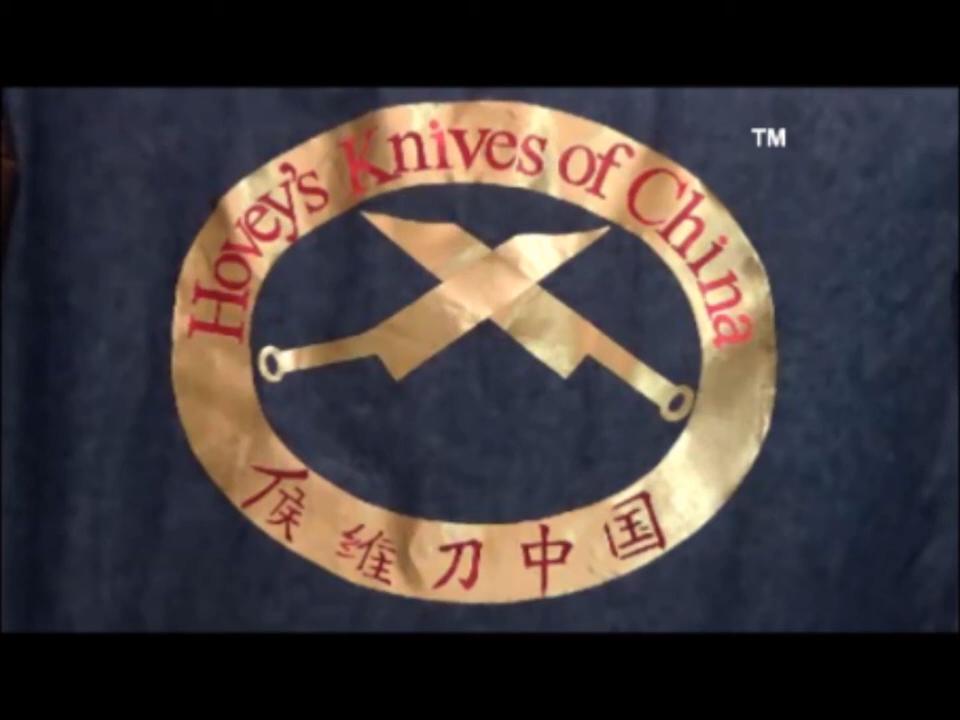 Hovey's Knives of China
TM
侯维刀中国